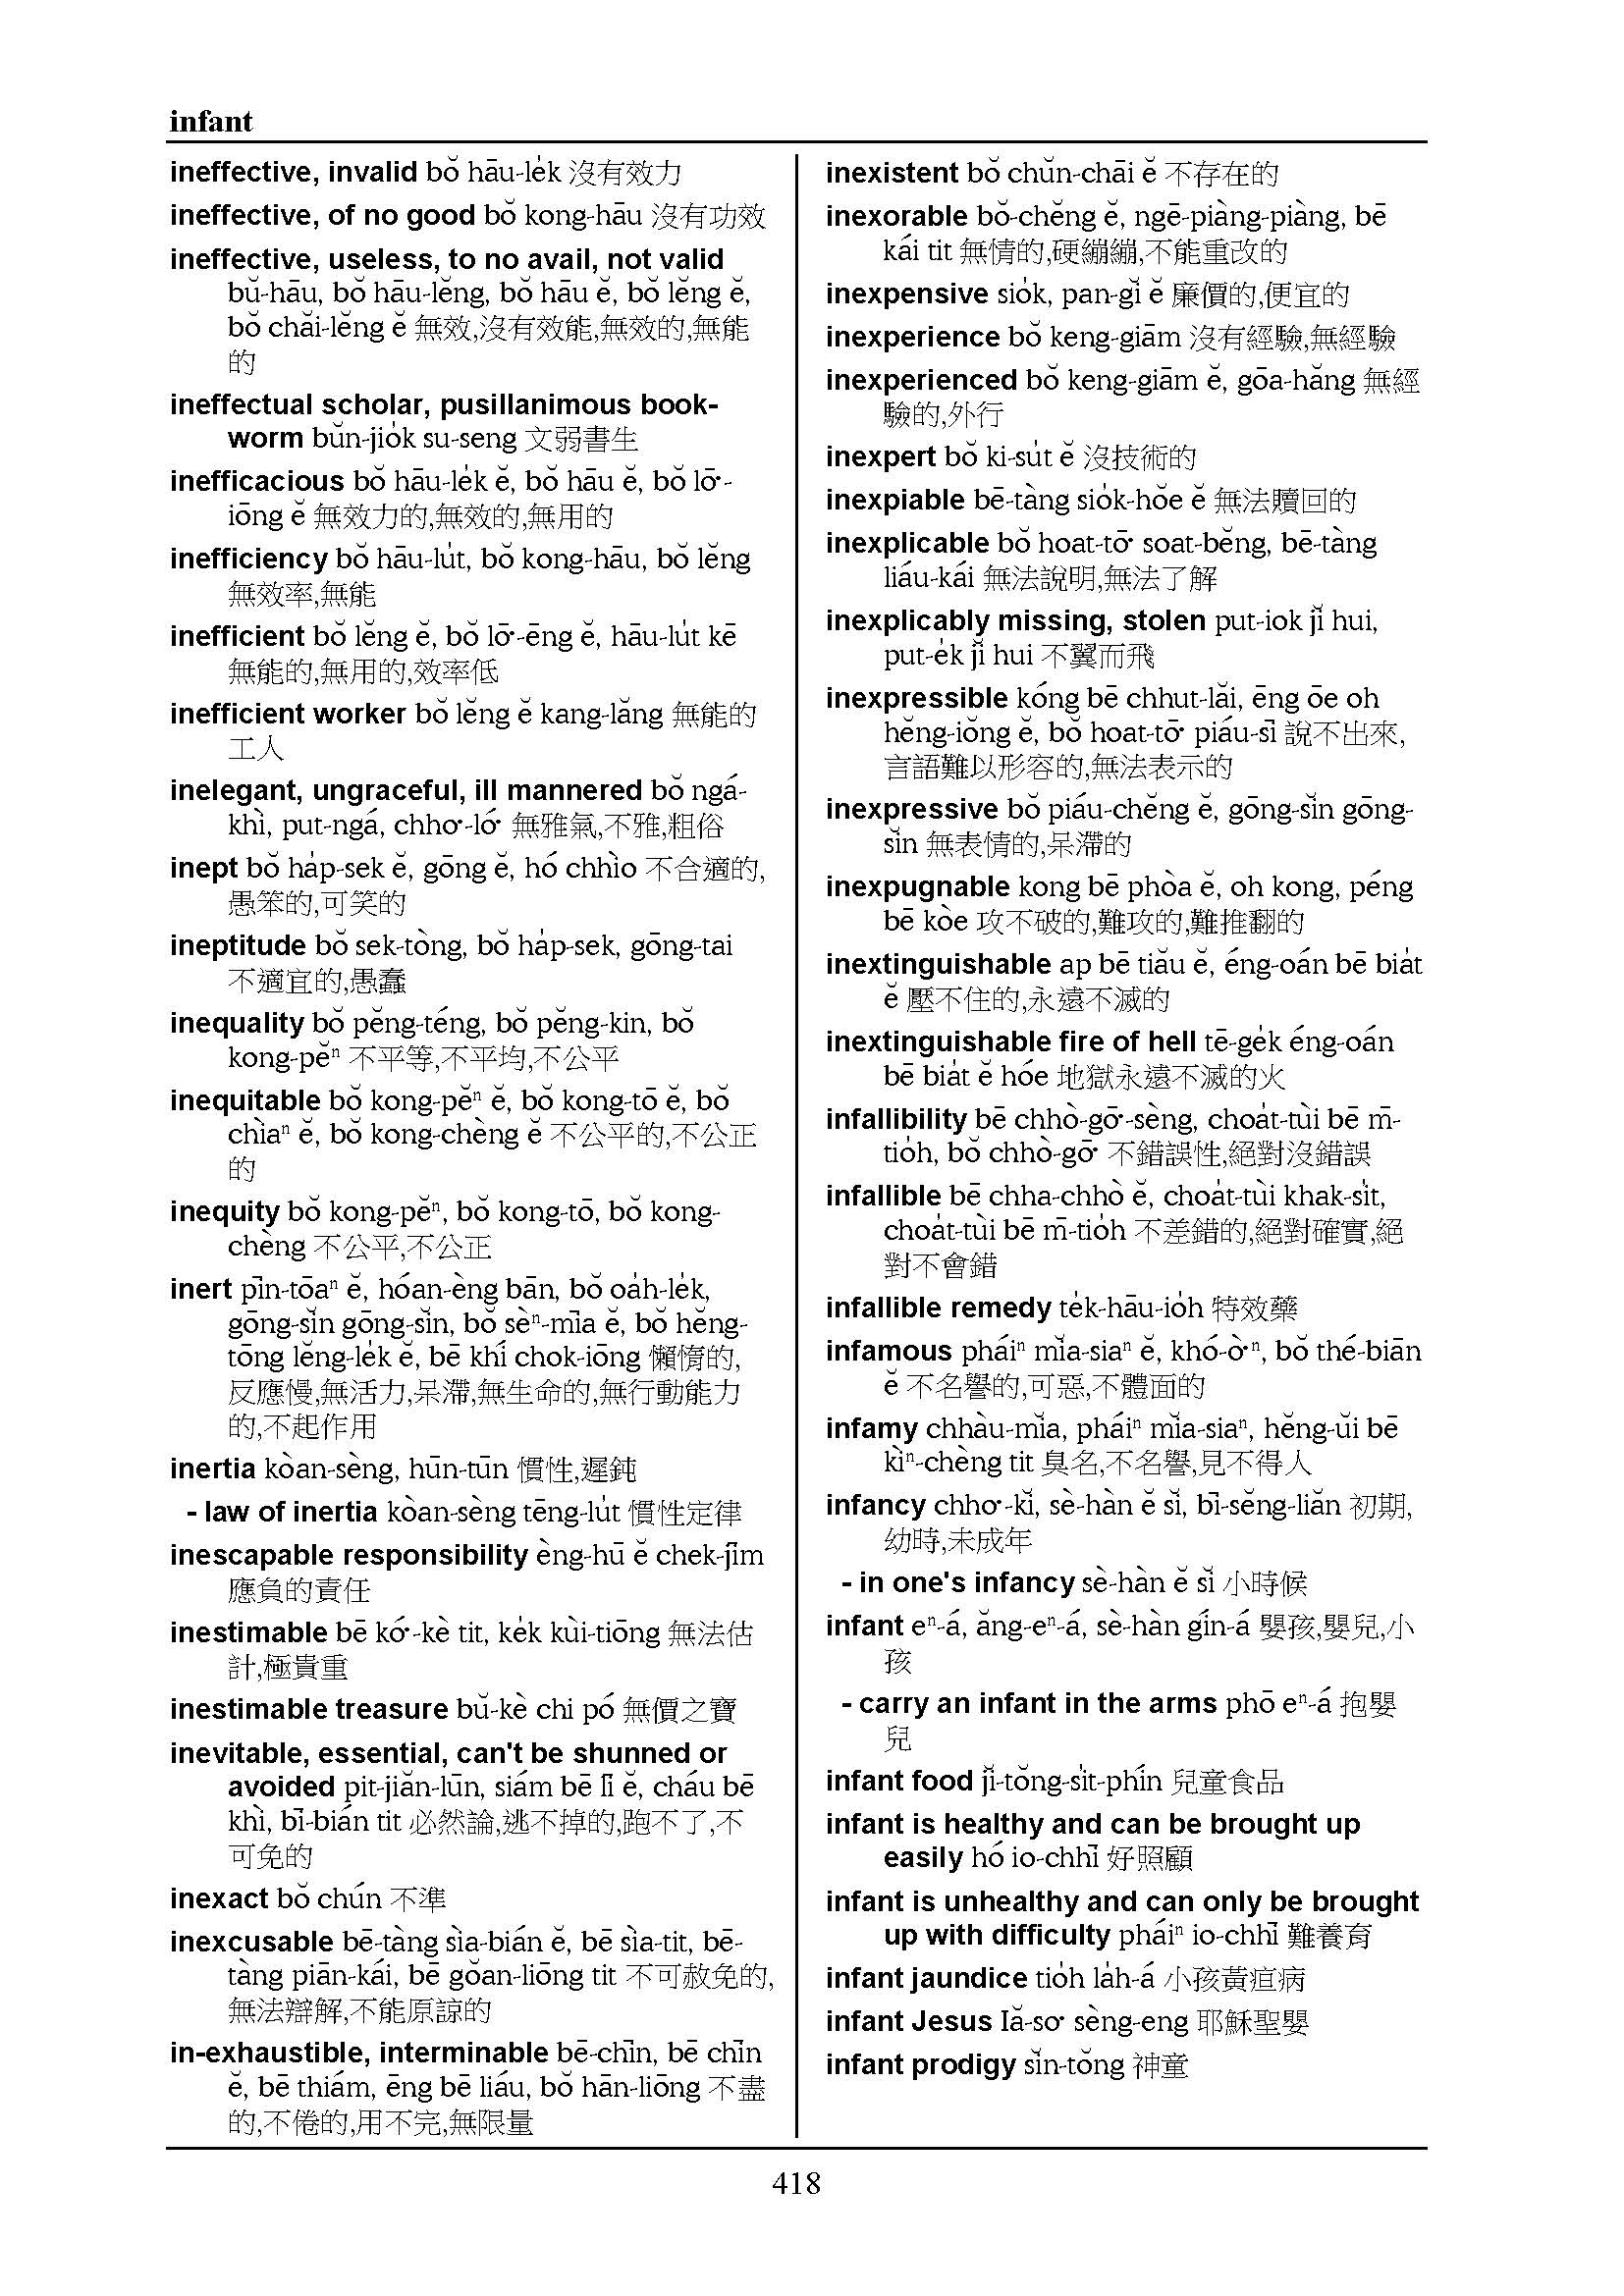 infant
ineffective, invalid bŏ hāu-le̍k 沒有效力
ineffective, of no good bŏ kong-hāu 沒有功效
ineffective, useless, to no avail, not valid
bŭ-hāu, bŏ hāu-lĕng, bŏ hāu ĕ, bŏ lĕng ĕ,
bŏ chăi-lĕng ĕ 無效,沒有效能,無效的,無能
的
ineffectual scholar, pusillanimous book-
worm bŭn-jio̍k su-seng 文弱書生
inefficacious bŏ hāu-le̍k ĕ, bŏ hāu ĕ, bŏ lō͘-
iōng ĕ 無效力的,無效的,無用的
inefficiency bŏ hāu-lu̍t, bŏ kong-hāu, bŏ lĕng
無效率,無能
inefficient bŏ lĕng ĕ, bŏ lō͘-ēng ĕ, hāu-lu̍t kē
無能的,無用的,效率低
inefficient worker bŏ lĕng ĕ kang-lăng 無能的
工人
inelegant, ungraceful, ill mannered bŏ ngá-
khì, put-ngá, chho͘-ló͘ 無雅氣,不雅,粗俗
inept bŏ ha̍p-sek ĕ, gōng ĕ, hó chhìo 不合適的,
愚笨的,可笑的
ineptitude bŏ sek-tòng, bŏ ha̍p-sek, gōng-tai
不適宜的,愚蠢
inequality bŏ pĕng-téng, bŏ pĕng-kin, bŏ
kong-pĕⁿ 不平等,不平均,不公平
inequitable bŏ kong-pĕⁿ ĕ, bŏ kong-tō ĕ, bŏ
chìaⁿ ĕ, bŏ kong-chèng ĕ 不公平的,不公正
的
inequity bŏ kong-pĕⁿ, bŏ kong-tō, bŏ kong-
chèng 不公平,不公正
inert pīn-tōaⁿ ĕ, hóan-èng bān, bŏ oa̍h-le̍k,
gōng-sĭn gōng-sĭn, bŏ sèⁿ-mīa ĕ, bŏ hĕng-
tōng lĕng-le̍k ĕ, bē khí chok-iōng 懶惰的,
反應慢,無活力,呆滯,無生命的,無行動能力
的,不起作用
inertia kòan-sèng, hūn-tūn 慣性,遲鈍
- law of inertia kòan-sèng tēng-lu̍t 慣性定律
inescapable responsibility èng-hū ĕ chek-jīm
應負的責任
inestimable bē kó͘-kè tit, ke̍k kùi-tiōng 無法估
計,極貴重
inestimable treasure bŭ-kè chi pó 無價之寶
inevitable, essential, can't be shunned or
avoided pit-jiăn-lūn, siám bē lī ĕ, cháu bē
khì, bī-bián tit 必然論,逃不掉的,跑不了,不
可免的
inexact bŏ chún 不準
inexcusable bē-tàng sìa-bián ĕ, bē sìa-tit, bē-
tàng piān-kái, bē gŏan-liōng tit 不可赦免的,
無法辯解,不能原諒的
in-exhaustible, interminable bē-chīn, bē chīn
ĕ, bē thiám, ēng bē liáu, bŏ hān-liōng 不盡
的,不倦的,用不完,無限量
inexistent bŏ chŭn-chāi ĕ 不存在的
inexorable bŏ-chĕng ĕ, ngē-piàng-piàng, bē
kái tit 無情的,硬繃繃,不能重改的
inexpensive sio̍k, pan-gĭ ĕ 廉價的,便宜的
inexperience bŏ keng-giām 沒有經驗,無經驗
inexperienced bŏ keng-giām ĕ, gōa-hăng 無經
驗的,外行
inexpert bŏ ki-su̍t ĕ 沒技術的
inexpiable bē-tàng sio̍k-hŏe ĕ 無法贖回的
inexplicable bŏ hoat-tō͘ soat-bĕng, bē-tàng
liáu-kái 無法說明,無法了解
inexplicably missing, stolen put-iok jĭ hui,
put-e̍k jĭ hui 不翼而飛
inexpressible kóng bē chhut-lăi, ēng ōe oh
hĕng-iŏng ĕ, bŏ hoat-tō͘ piáu-sī 說不出來,
言語難以形容的,無法表示的
inexpressive bŏ piáu-chĕng ĕ, gōng-sĭn gōng-
sĭn 無表情的,呆滯的
inexpugnable kong bē phòa ĕ, oh kong, péng
bē kòe 攻不破的,難攻的,難推翻的
inextinguishable ap bē tiău ĕ, éng-oán bē bia̍t
ĕ 壓不住的,永遠不滅的
inextinguishable fire of hell tē-ge̍k éng-oán
bē bia̍t ĕ hóe 地獄永遠不滅的火
infallibility bē chhò-gō͘-sèng, choa̍t-tùi bē m̄-
tio̍h, bŏ chhò-gō͘ 不錯誤性,絕對沒錯誤
infallible bē chha-chhò ĕ, choa̍t-tùi khak-si̍t,
choa̍t-tùi bē m̄-tio̍h 不差錯的,絕對確實,絕
對不會錯
infallible remedy te̍k-hāu-io̍h 特效藥
infamous pháiⁿ mĭa-siaⁿ ĕ, khó-ò͘ⁿ, bŏ thé-biān
ĕ 不名譽的,可惡,不體面的
infamy chhàu-mĭa, pháiⁿ mĭa-siaⁿ, hĕng-ŭi bē
kìⁿ-chèng tit 臭名,不名譽,見不得人
infancy chho͘-kĭ, sè-hàn ĕ sĭ, bī-sĕng-liăn 初期,
幼時,未成年
- in one's infancy sè-hàn ĕ sĭ 小時候
infant eⁿ-á, ăng-eⁿ-á, sè-hàn gín-á 嬰孩,嬰兒,小
孩
- carry an infant in the arms phō eⁿ-á 抱嬰
兒
infant food jĭ-tŏng-si̍t-phín 兒童食品
infant is healthy and can be brought up
easily hó io-chhī 好照顧
infant is unhealthy and can only be brought
up with difficulty pháiⁿ io-chhī 難養育
infant jaundice tio̍h la̍h-á 小孩黃疸病
infant Jesus Iă-so͘ sèng-eng 耶穌聖嬰
infant prodigy sĭn-tŏng 神童
418